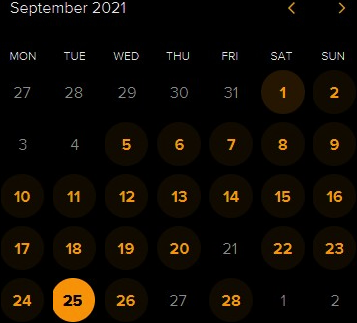 September 2021
MON TUE WED THU FRI SAT SUN
27 28 29 30 31 1 2
3 4 5 6 7 8 9
10 11 12 13 14 15 16
17 18 19 20 21 22 23
24 25 26 27 28 1 2